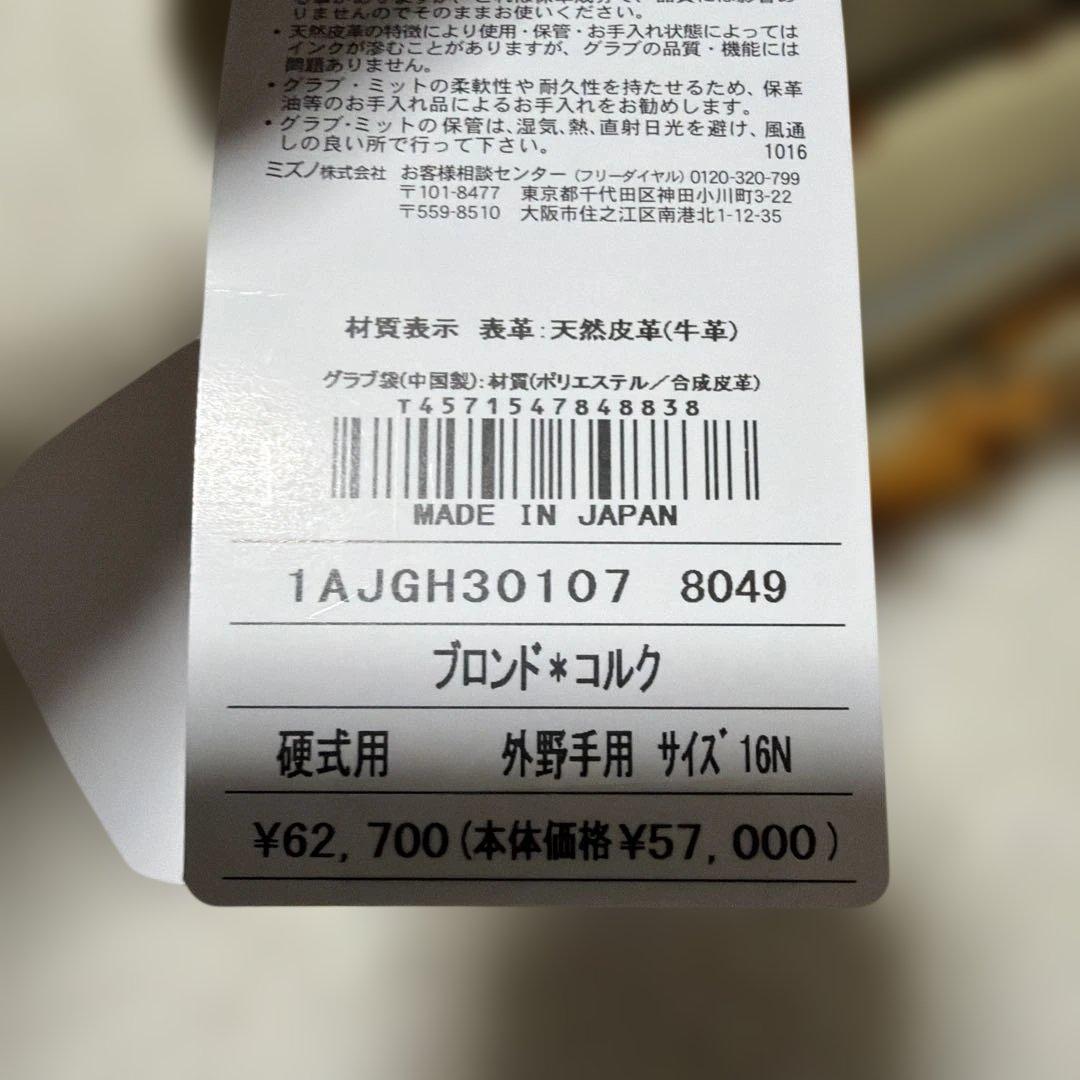 りませんのでそのままお使いください。
・天然皮革の特徴により使用・保管・お手入れ状態によっては
インクが滲むことがありますが、グラブの品質・機能には
問題ありません。
・グラブ・ミットの柔軟性や耐久性を持たせるため、保革
油等のお手入れ品によるお手入れをお勧めします。
・グラブ・ミットの保管は、湿気、熱、直射日光を避け、風通
しの良い所で行って下さい。 1016
ミズノ株式会社 お客様相談センター(フリーダイヤル)0120-320-799
〒101-8477 東京都千代田区神田小川町3-22
〒559-8510 大阪市住之江区南港北1-12-35
材質表示 表革:天然皮革(牛革)
グラブ袋(中国製):材質(ポリエステル/合成皮革)
T4571547848838
MADE IN JAPAN
1AJGH30107 8049
ブロンド*コルク
硬式用 外野手用 サイズ16N
¥62,700(本体価格¥57,000)